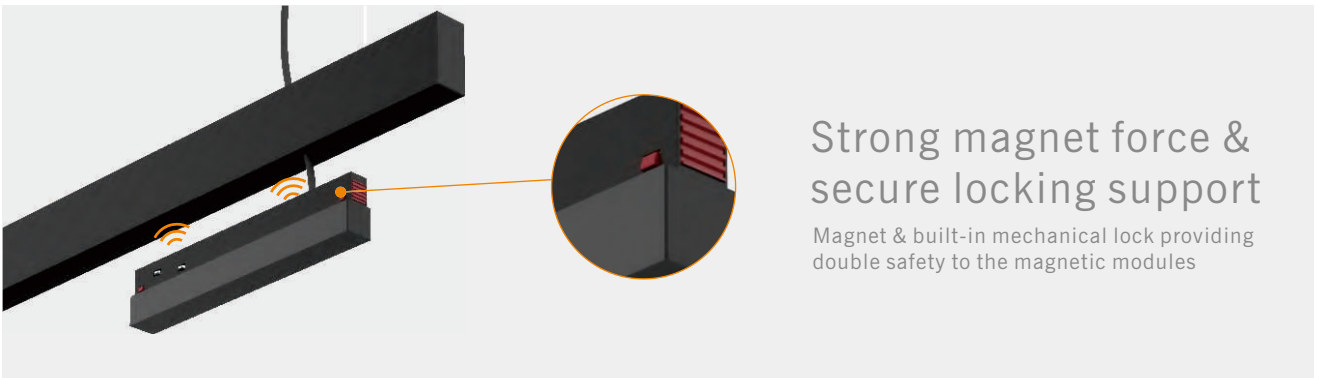 Strong magnet force &
secure locking support
Magnet & built-in mechanical lock providing
double safety to the magnetic modules